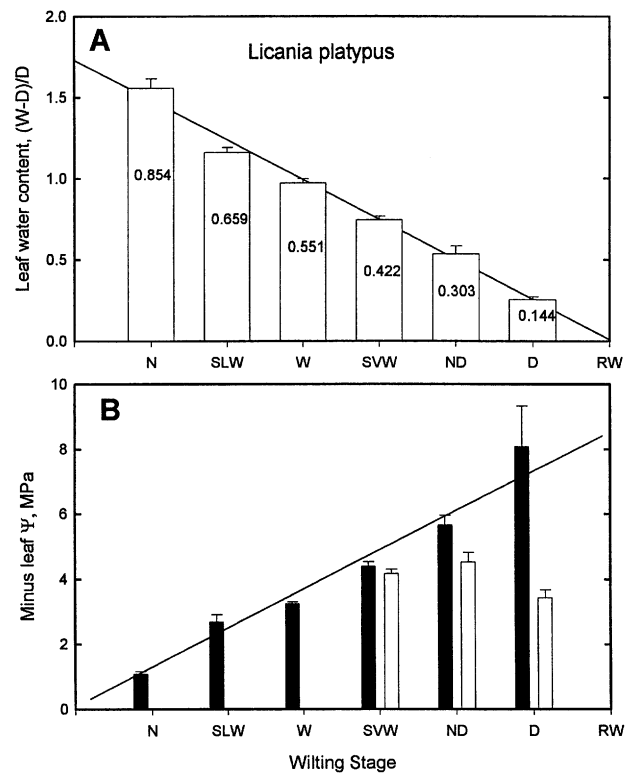 A
Licania platypus
Leaf water content, (W-D)/D
2.0
1.5
1.0
0.5
0.0
0.854
0.659
0.551
0.422
0.303
0.144
N SLW W SVW ND D RW
B
Minus leaf Ψ, MPa
10
8
6
4
2
0
N SLW W SVW ND D RW
Wilting Stage